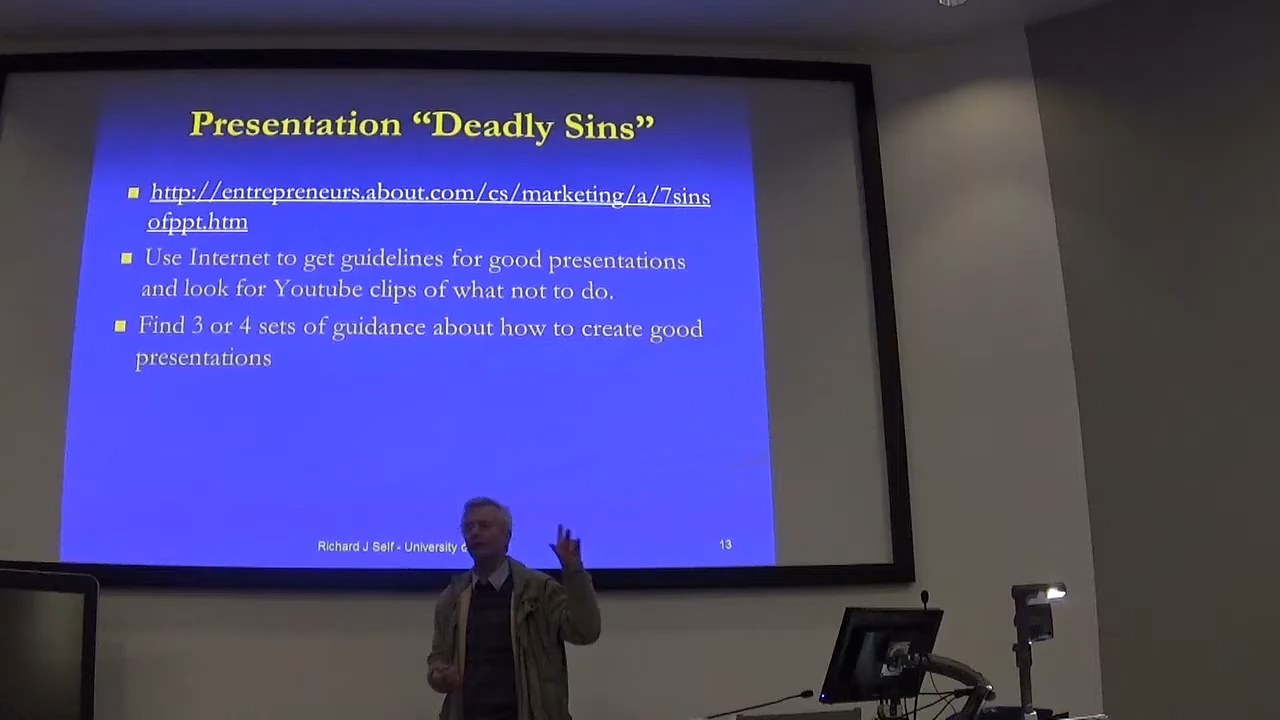 Presentation “Deadly Sins”
http://entrepreneurs.about.com/cs/marketing/a/7sins
ofppt.htm
Use Internet to get guidelines for good presentations
and look for Youtube clips of what not to do.
Find 3 or 4 sets of guidance about how to create good
presentations
Richard J Self - University
13